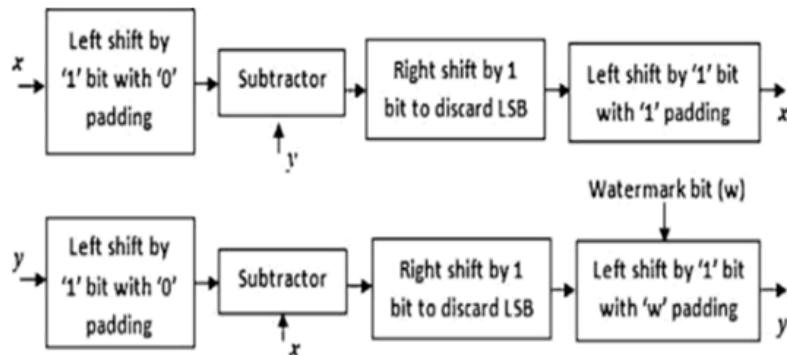 x
Left shift by
‘1’ bit with ‘0’
padding
Subtractor
y
Right shift by 1
bit to discard LSB
Left shift by ‘1’ bit
with ‘1’ padding
x
Watermark bit (w)
y
Left shift by
‘1’ bit with ‘0’
padding
Subtractor
x
Right shift by 1
bit to discard LSB
Left shift by ‘1’ bit
with ‘w’ padding
y